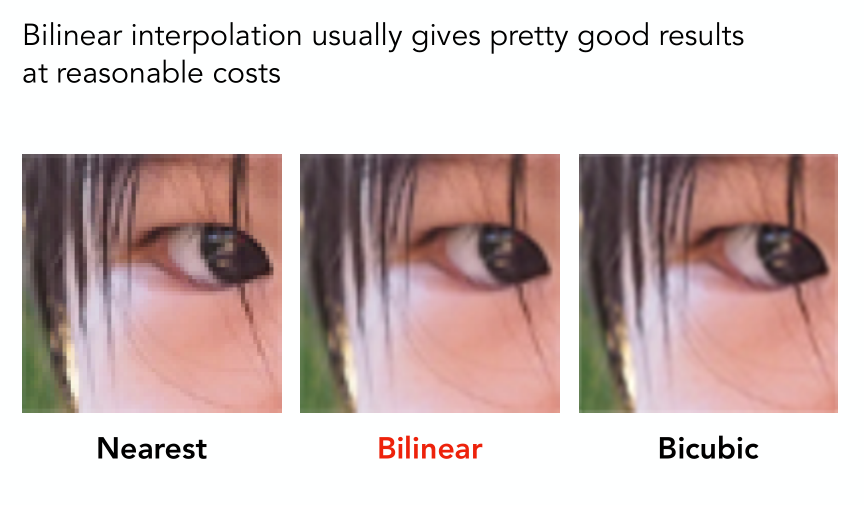 Bilinear interpolation usually gives pretty good results
at reasonable costs
Nearest
Bilinear
Bicubic